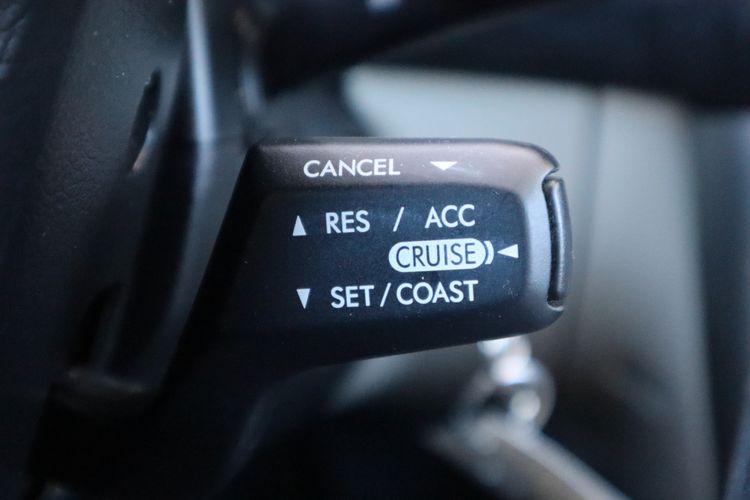 CANCEL ▼
▲ RES / ACC
CRUISE ◀
▼ SET / COAST